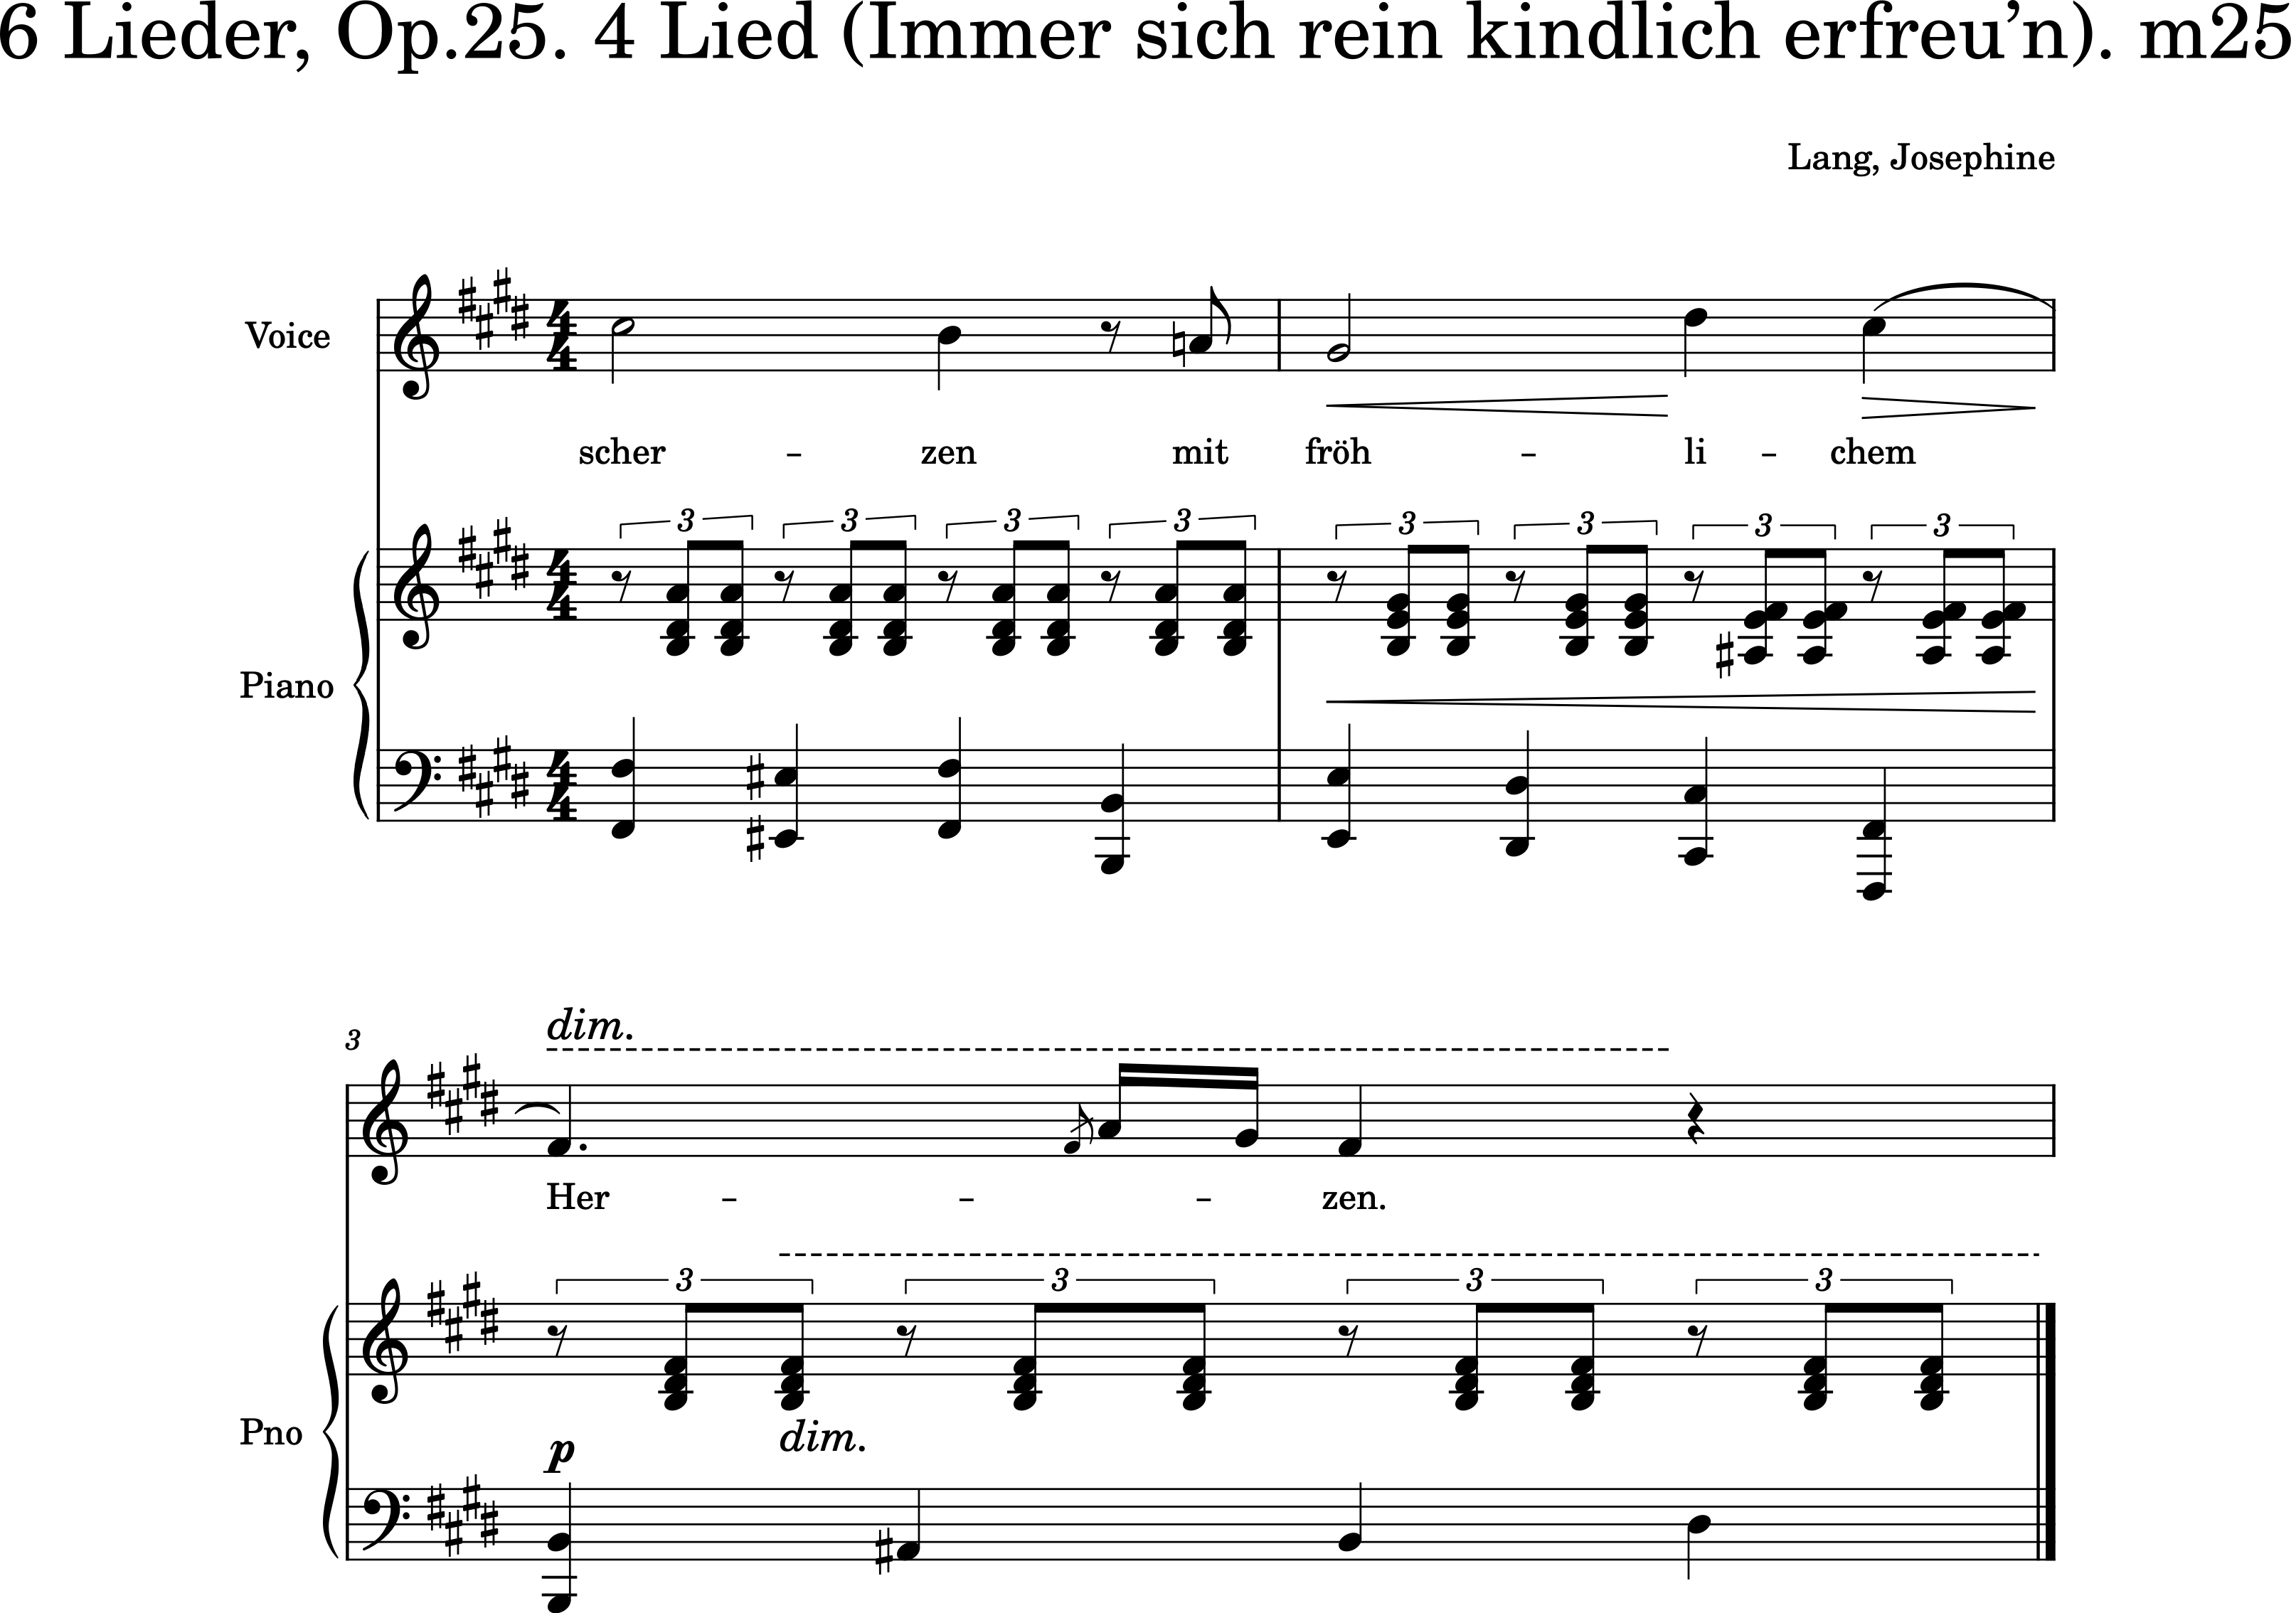 6 Lieder, Op.25. 4 Lied (Immer sich rein kindlich erfreu’n). m25
Lang, Josephine
Voice
scher - zen mit fröh - li - chem
3 3 3 3 3 3 3 3
Piano
3
dim.
Her - - - zen.
3 3 3 3
Pno
dim.
p